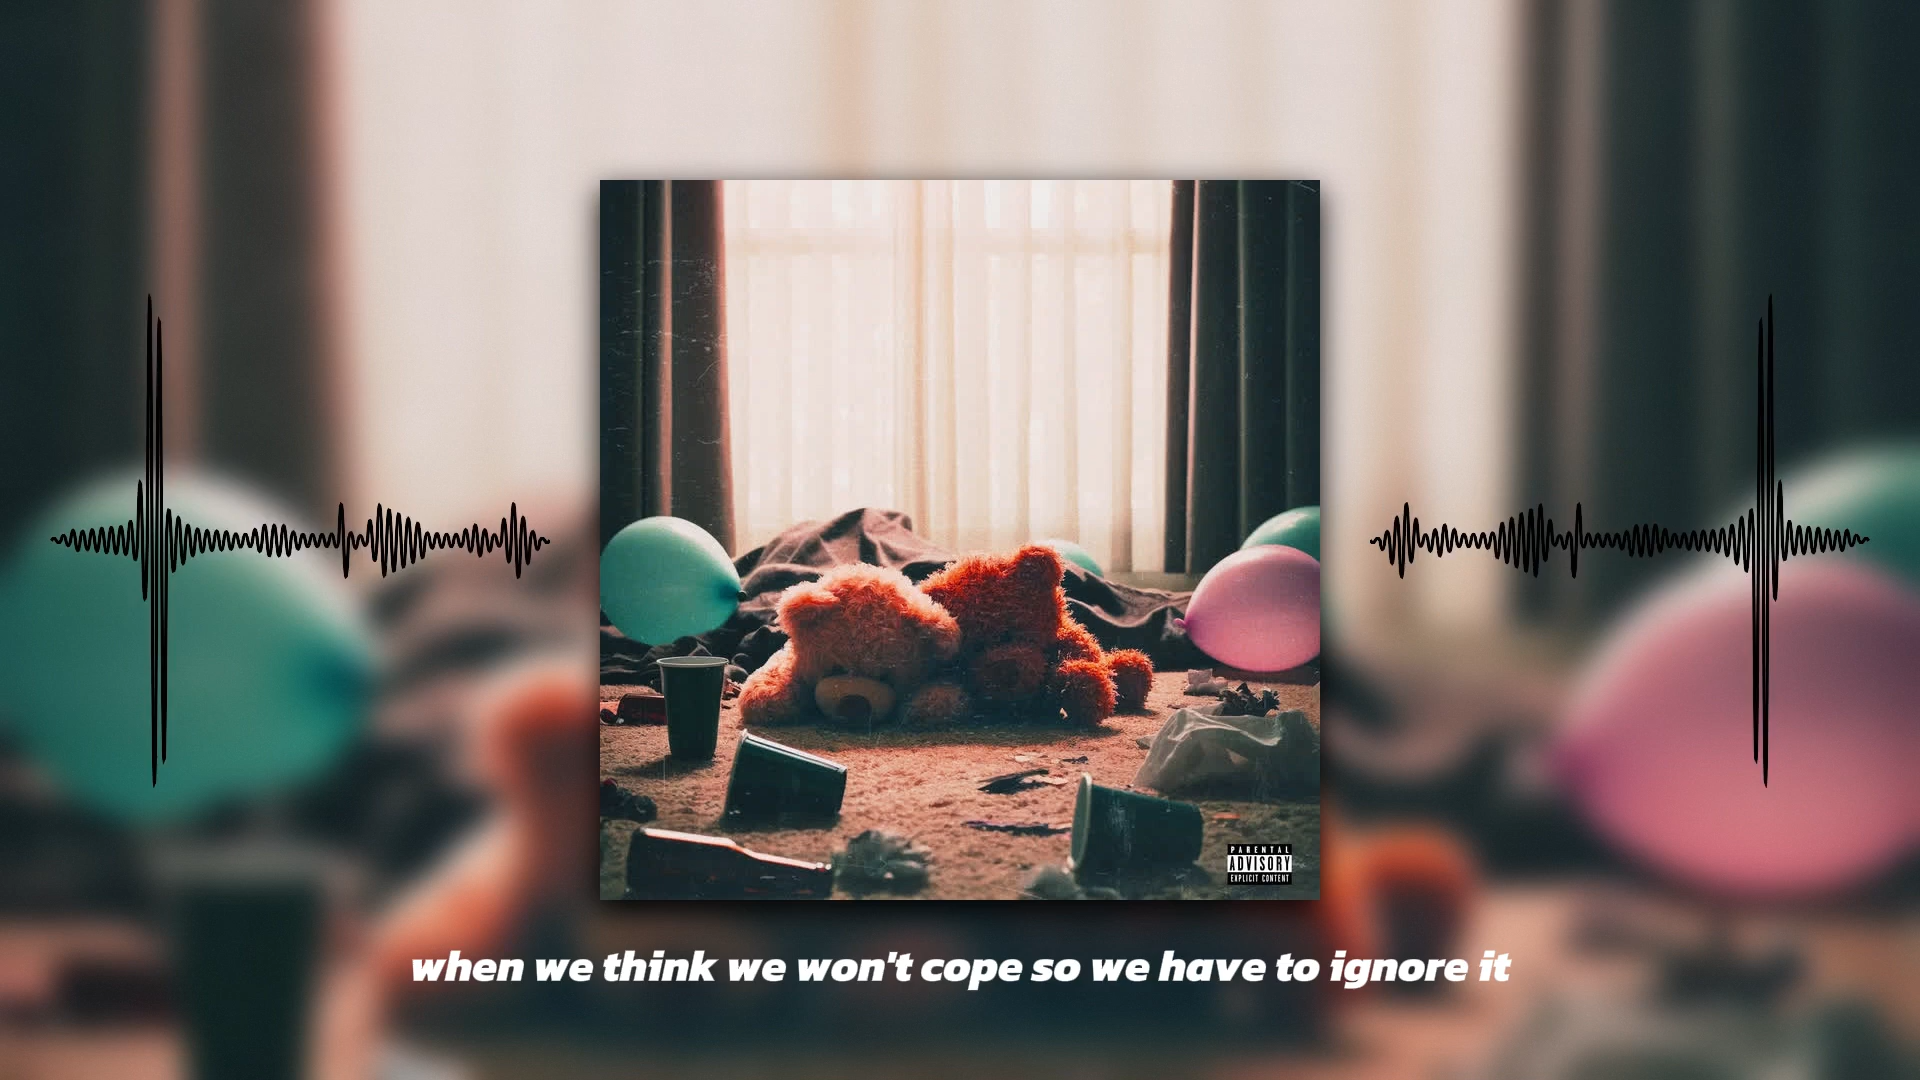 PARENTAL
ADVISORY
EXPLICIT CONTENT
when we think we won't cope so we have to ignore it